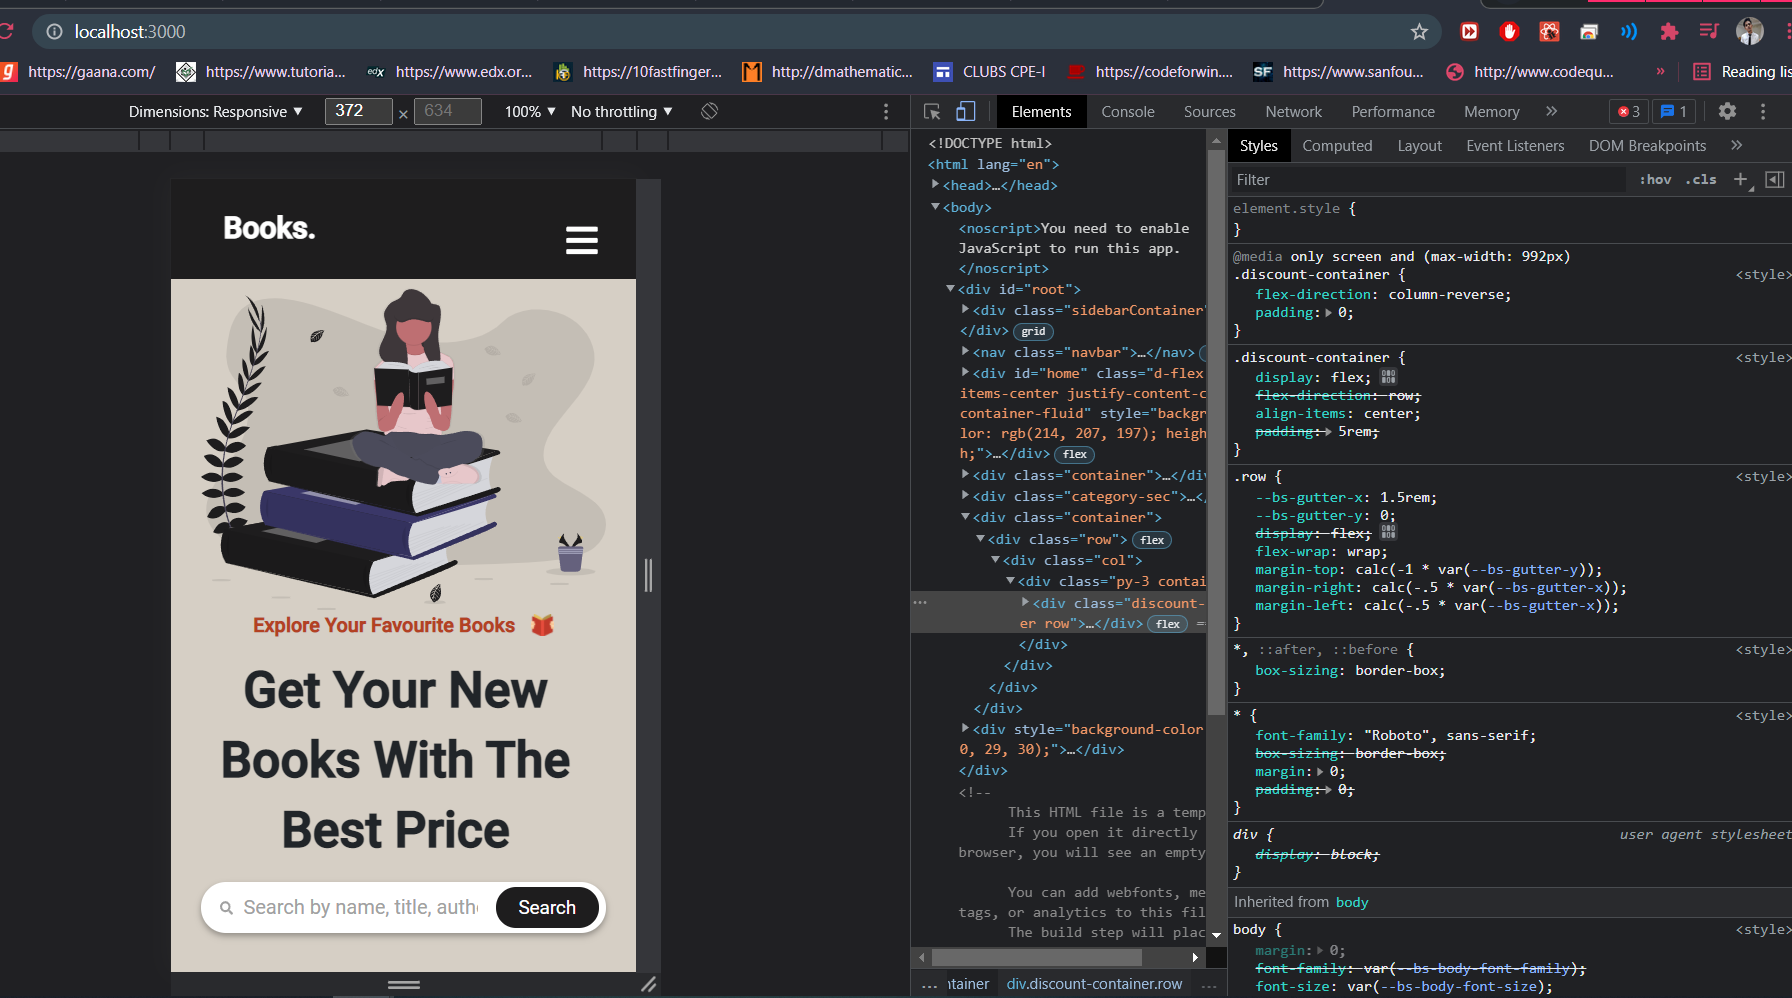 localhost:3000
https://gaana.com/ https://www.tutoria... edx https://www.edx.or... https://10fastfinger... http://dmathematic... CLUBS CPE-I https://codeforwin.... SF https://www.sanfou... http://www.codequ... » Reading lis
Dimensions: Responsive ▼ 372 × 634 100% ▼ No throttling ▼
Elements Console Sources Network Performance Memory » 3 1
Books.
Explore Your Favourite Books
Get Your New
Books With The
Best Price
Search by name, title, auth Search
<!DOCTYPE html>
<html lang="en">
<head>…</head>
<body>
<noscript>You need to enable
JavaScript to run this app.
</noscript>
<div id="root">
<div class="sidebarContainer"
</div> grid
<nav class="navbar">…</nav>
<div id="home" class="d-flex
items-center justify-content-c
container-fluid" style="backgr
lor: rgb(214, 207, 197); heigh
h;">…</div> flex
<div class="container">…</di
<div class="category-sec">…<
<div class="container">
<div class="row"> flex
<div class="col">
<div class="py-3 contai
<div class="discount-
er row">…</div> flex ==
</div>
</div>
</div>
</div>
<div style="background-color
0, 29, 30);">…</div>
</div>
<!--
This HTML file is a temp
If you open it directly
browser, you will see an empty
You can add webfonts, me
tags, or analytics to this fil
The build step will plac
... ntainer div.discount-container.row ...
Styles Computed Layout Event Listeners DOM Breakpoints »
Filter :hov .cls +
element.style {
}
@media only screen and (max-width: 992px)
.discount-container { <style>
flex-direction: column-reverse;
padding: 0;
}
.discount-container { <style>
display: flex;
flex-direction: row;
align-items: center;
padding: 5rem;
}
.row { <style>
--bs-gutter-x: 1.5rem;
--bs-gutter-y: 0;
display: flex;
flex-wrap: wrap;
margin-top: calc(-1 * var(--bs-gutter-y));
margin-right: calc(-.5 * var(--bs-gutter-x));
margin-left: calc(-.5 * var(--bs-gutter-x));
}
*, ::after, ::before { <style>
box-sizing: border-box;
}
* { <style>
font-family: "Roboto", sans-serif;
box-sizing: border-box;
margin: 0;
padding: 0;
}
div { user agent stylesheet
display: block;
}
Inherited from body
body { <style>
margin: 0;
font-family: var(--bs-body-font-family);
font-size: var(--bs-body-font-size);